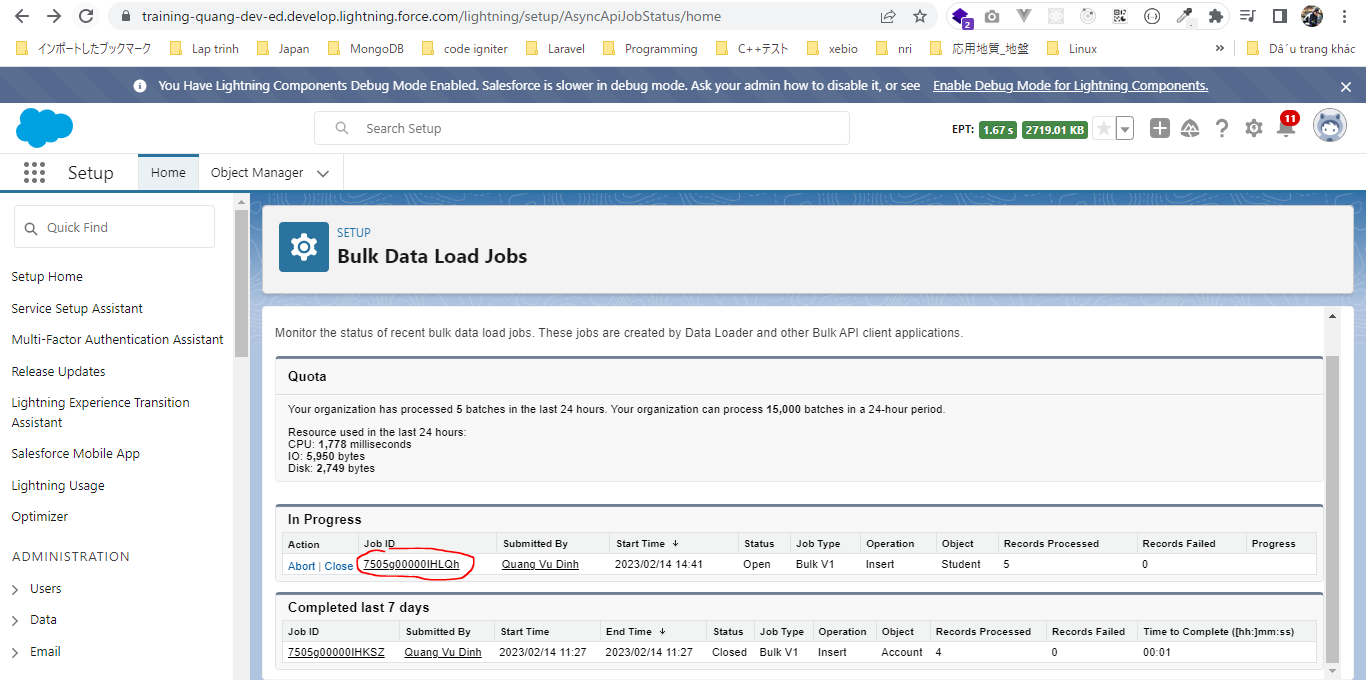 training-quang-dev-ed.develop.lightning.force.com/lightning/setup/AsyncApiJobStatus/home
2
インポートしたブックマーク Lap trinh Japan MongoDB code igniter Laravel Programming C++テスト xebio nri 応用地質_地盤 Linux » Dấu trang khác
You Have Lightning Components Debug Mode Enabled. Salesforce is slower in debug mode. Ask your admin how to disable it, or see Enable Debug Mode for Lightning Components.
Search Setup
EPT: 1.67 s 2719.01 KB
11
Setup Home Object Manager
Quick Find
Setup Home
Service Setup Assistant
Multi-Factor Authentication Assistant
Release Updates
Lightning Experience Transition
Assistant
Salesforce Mobile App
Lightning Usage
Optimizer
ADMINISTRATION
Users
Data
Email
SETUP
Bulk Data Load Jobs
Monitor the status of recent bulk data load jobs. These jobs are created by Data Loader and other Bulk API client applications.
Quota
Your organization has processed 5 batches in the last 24 hours. Your organization can process 15,000 batches in a 24-hour period.
Resource used in the last 24 hours:
CPU: 1,778 milliseconds
IO: 5,950 bytes
Disk: 2,749 bytes
In Progress
Action Job ID Submitted By Start Time ↓ Status Job Type Operation Object Records Processed Records Failed Progress
Abort | Close 7505g00000IHLQh Quang Vu Dinh 2023/02/14 14:41 Open Bulk V1 Insert Student 5 0
Completed last 7 days
Job ID Submitted By Start Time End Time ↓ Status Job Type Operation Object Records Processed Records Failed Time to Complete ([hh:]mm:ss)
7505g00000IHKSZ Quang Vu Dinh 2023/02/14 11:27 2023/02/14 11:27 Closed Bulk V1 Insert Account 4 0 00:01